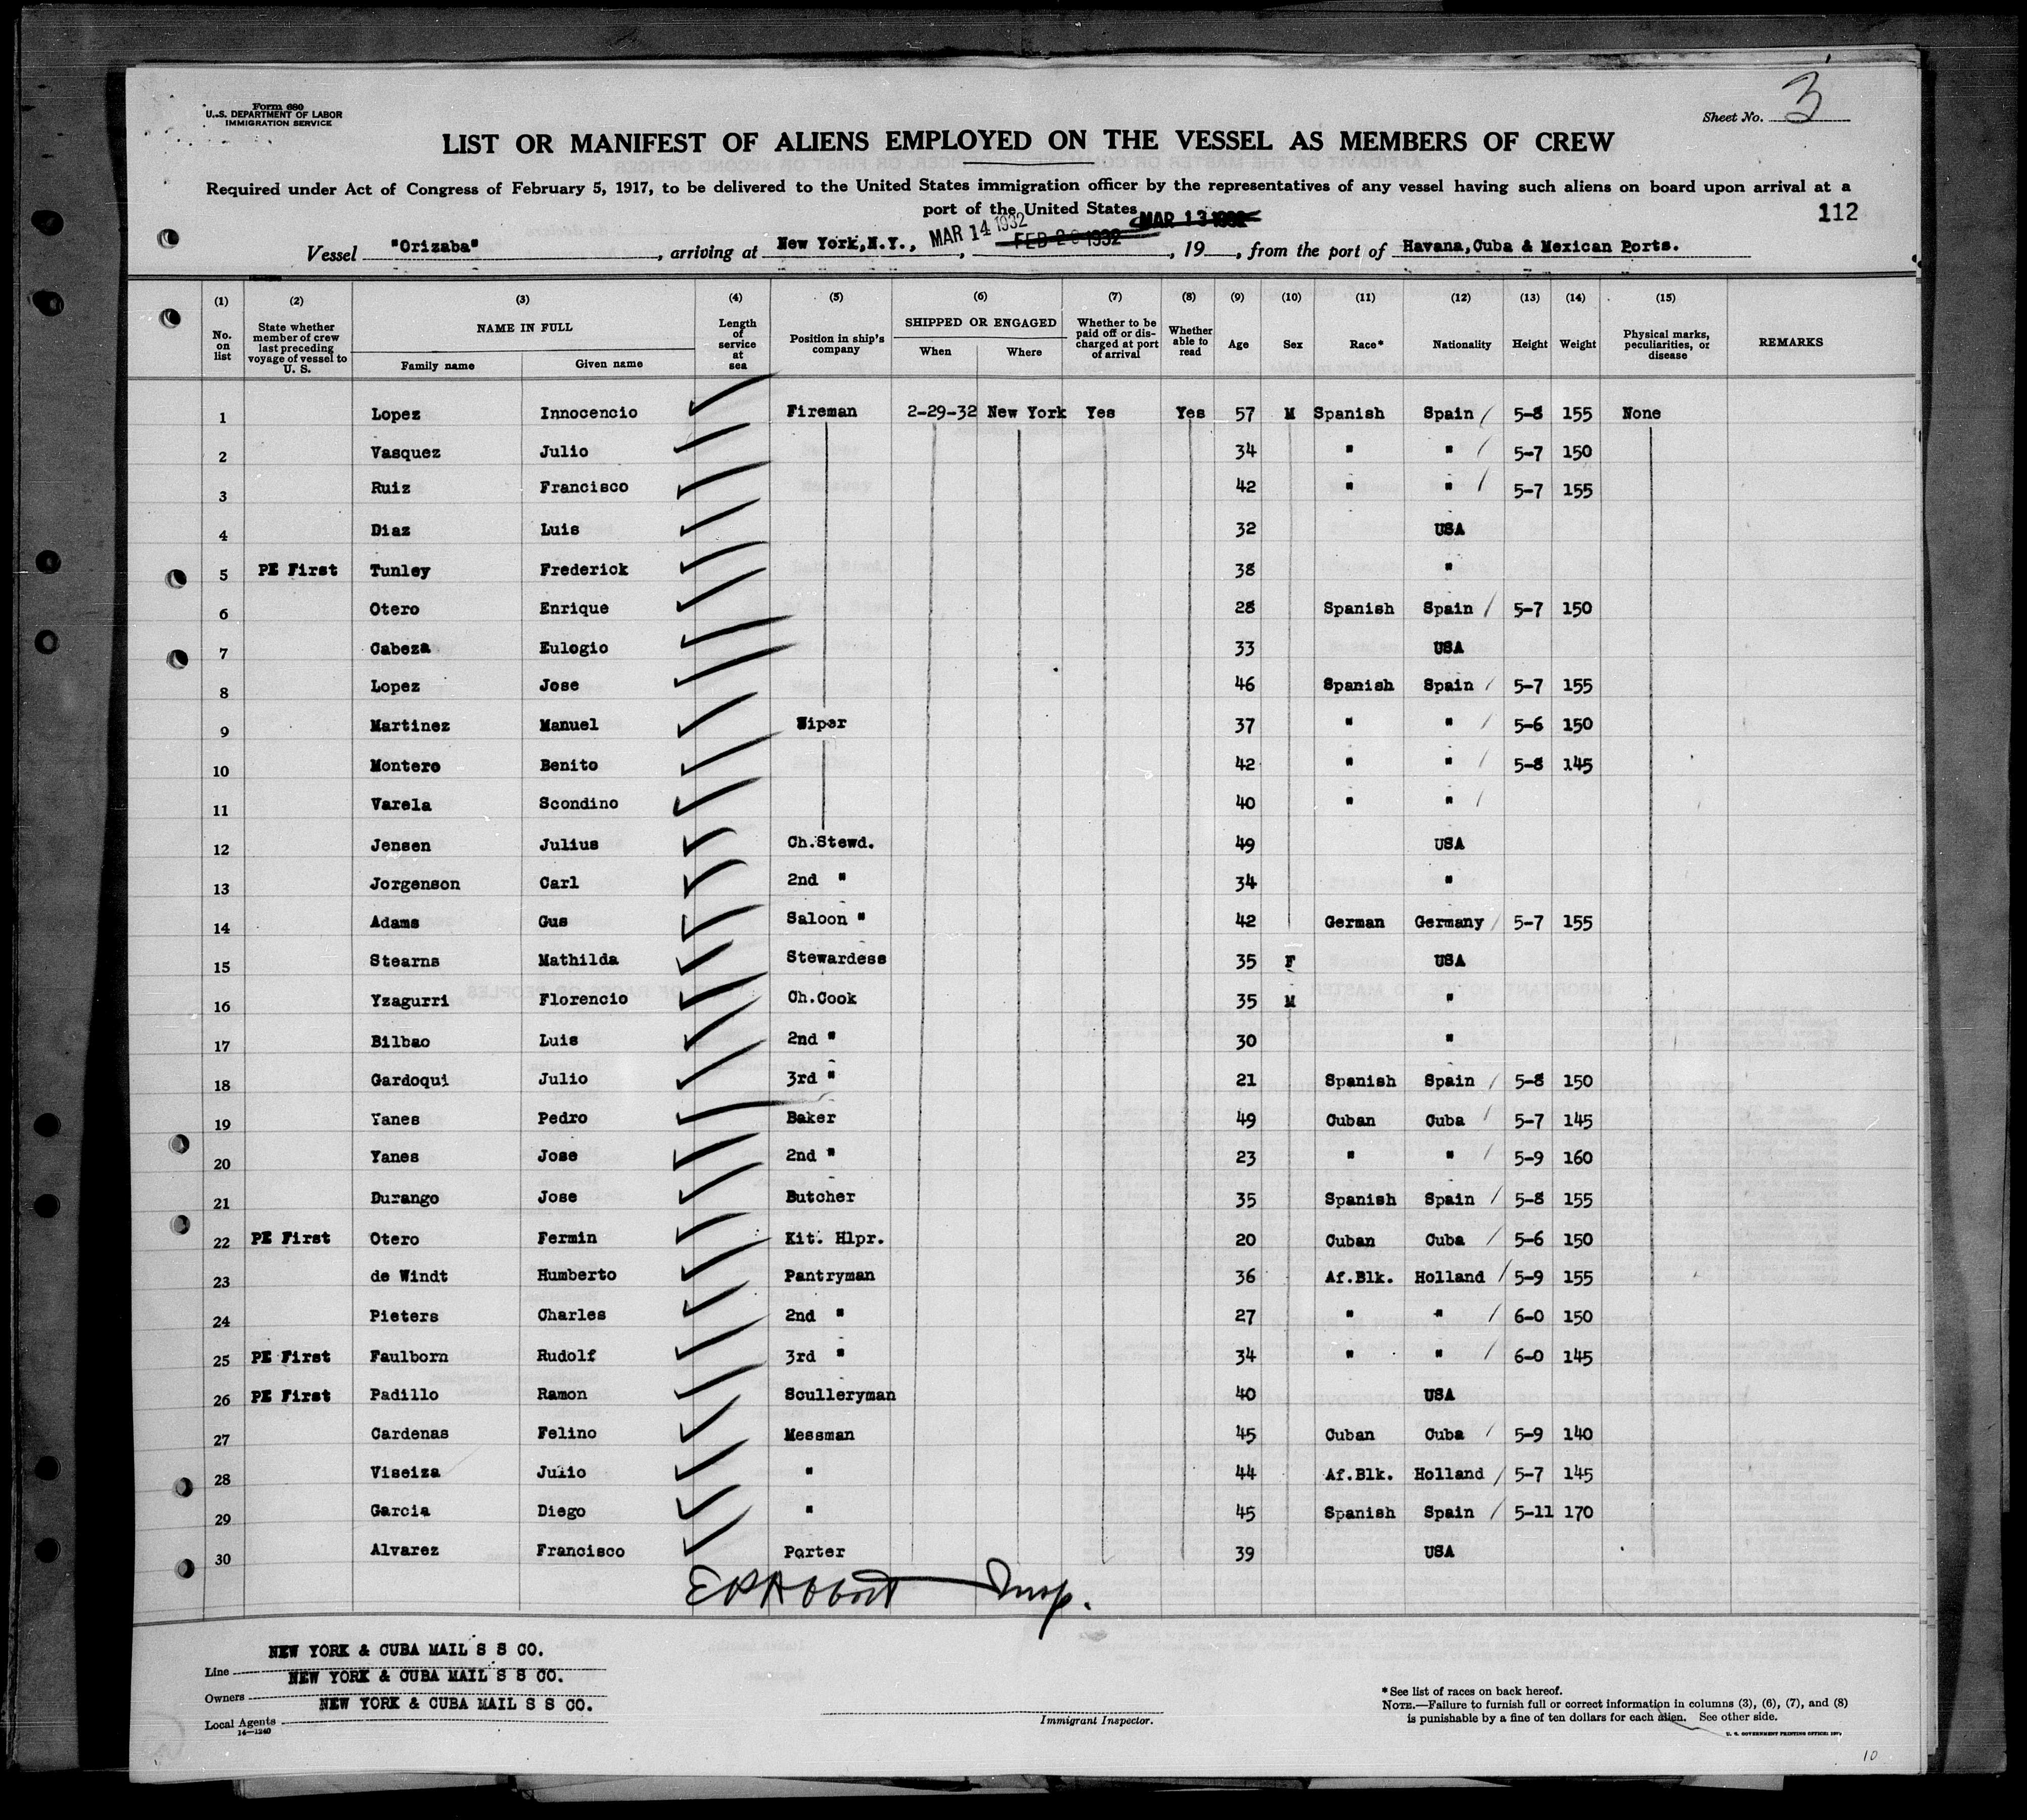 Form 680
U.S. DEPARTMENT OF LABOR
IMMIGRATION SERVICE
Sheet No. 3
LIST OR MANIFEST OF ALIENS EMPLOYED ON THE VESSEL AS MEMBERS OF CREW
Required under Act of Congress of February 5, 1917, to be delivered to the United States immigration officer by the representatives of any vessel having such aliens on board upon arrival at a
port of the United States
112
MAR 13 1932
MAR 14 1932
FEB 29 1932
Vessel "Orizaba", arriving at New York, N.Y., , 19 , from the port of Havana, Cuba & Mexican Ports.
(1) (2) (3) (4) (5) (6) (7) (8) (9) (10) (11) (12) (13) (14) (15)
No. on list
State whether member of crew last preceding voyage of vessel to U. S.
NAME IN FULL
Family name Given name
Length of service at sea
Position in ship's company
SHIPPED OR ENGAGED
When Where
Whether to be paid off or discharged at port of arrival
Whether able to read
Age Sex Race* Nationality Height Weight
Physical marks, peculiarities, or disease
REMARKS
1 Lopez Innocencio Fireman 2-29-32 New York Yes Yes 57 M Spanish Spain 5-8 155 None
2 Vasquez Julio 34 " " 5-7 150
3 Ruiz Francisco 42 " " 5-7 155
4 Diaz Luis 32 USA
5 PE First Tunley Frederick 38 "
6 Otero Enrique 28 Spanish Spain 5-7 150
7 Cabeza Eulogio 33 USA
8 Lopez Jose 46 Spanish Spain 5-7 155
9 Martinez Manuel Wiper 37 " " 5-6 150
10 Montero Benito 42 " " 5-8 145
11 Varela Scondino 40 " "
12 Jensen Julius Ch.Stewd. 49 USA
13 Jorgenson Carl 2nd " 34 "
14 Adams Gus Saloon " 42 German Germany 5-7 155
15 Stearns Mathilda Stewardess 35 F USA
16 Yzagurri Florencio Ch.Cook 35 M "
17 Bilbao Luis 2nd " 30 "
18 Gardoqui Julio 3rd " 21 Spanish Spain 5-8 150
19 Yanes Pedro Baker 49 Cuban Cuba 5-7 145
20 Yanes Jose 2nd " 23 " " 5-9 160
21 Durango Jose Butcher 35 Spanish Spain 5-8 155
22 PE First Otero Fermin Kit. Hlpr. 20 Cuban Cuba 5-6 150
23 de Windt Humberto Pantryman 36 Af.Blk. Holland 5-9 155
24 Pieters Charles 2nd " 27 " " 6-0 150
25 PE First Faulborn Rudolf 3rd " 34 " " 6-0 145
26 PE First Padillo Ramon Sculleryman 40 USA
27 Cardenas Felino Messman 45 Cuban Cuba 5-9 140
28 Viseiza Julio " 44 Af.Blk. Holland 5-7 145
29 Garcia Diego " 45 Spanish Spain 5-11 170
30 Alvarez Francisco Porter 39 USA
Insp.
Line NEW YORK & CUBA MAIL S S CO.
Owners NEW YORK & CUBA MAIL S S CO.
Local Agents NEW YORK & CUBA MAIL S S CO.
14-1240
Immigrant Inspector.
*See list of races on back hereof.
NOTE.—Failure to furnish full or correct information in columns (3), (6), (7), and (8)
is punishable by a fine of ten dollars for each alien. See other side.
10